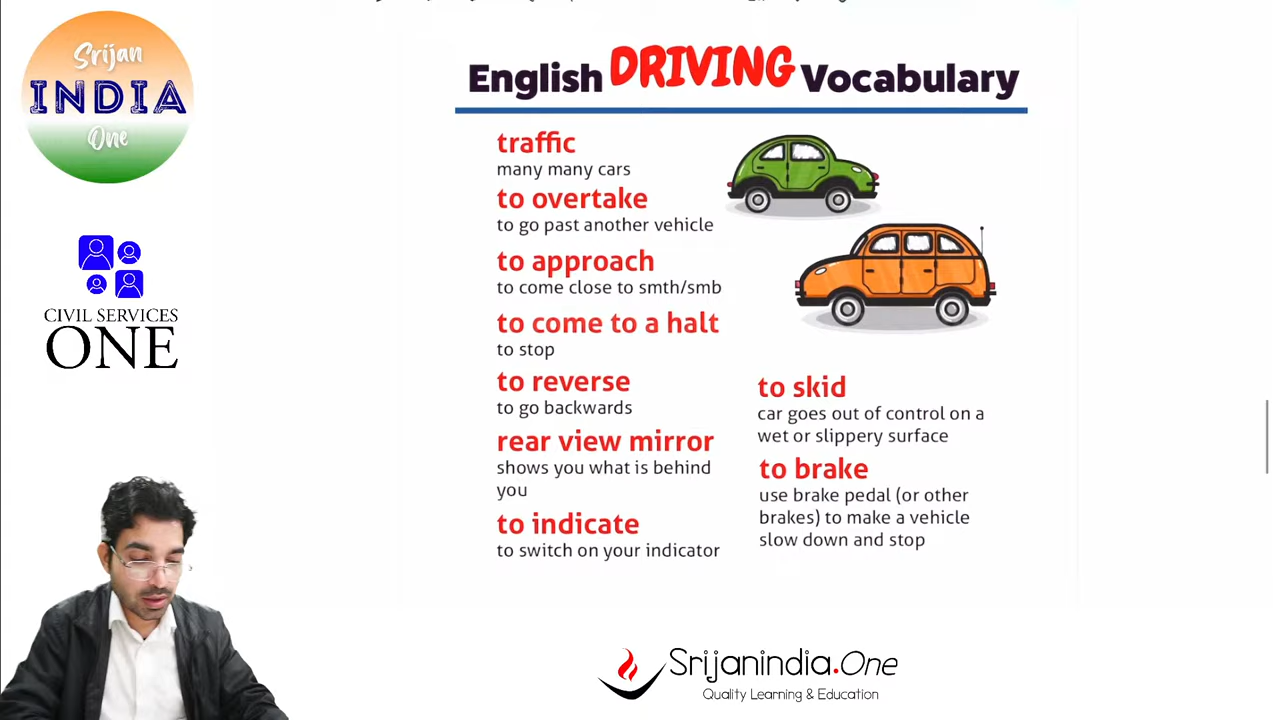 Srijan
INDIA
One
CIVIL SERVICES
ONE
English DRIVING Vocabulary
traffic
many many cars
to overtake
to go past another vehicle
to approach
to come close to smth/smb
to come to a halt
to stop
to reverse
to go backwards
rear view mirror
shows you what is behind
you
to indicate
to switch on your indicator
to skid
car goes out of control on a
wet or slippery surface
to brake
use brake pedal (or other
brakes) to make a vehicle
slow down and stop
Srijanindia.One
Quality Learning & Education